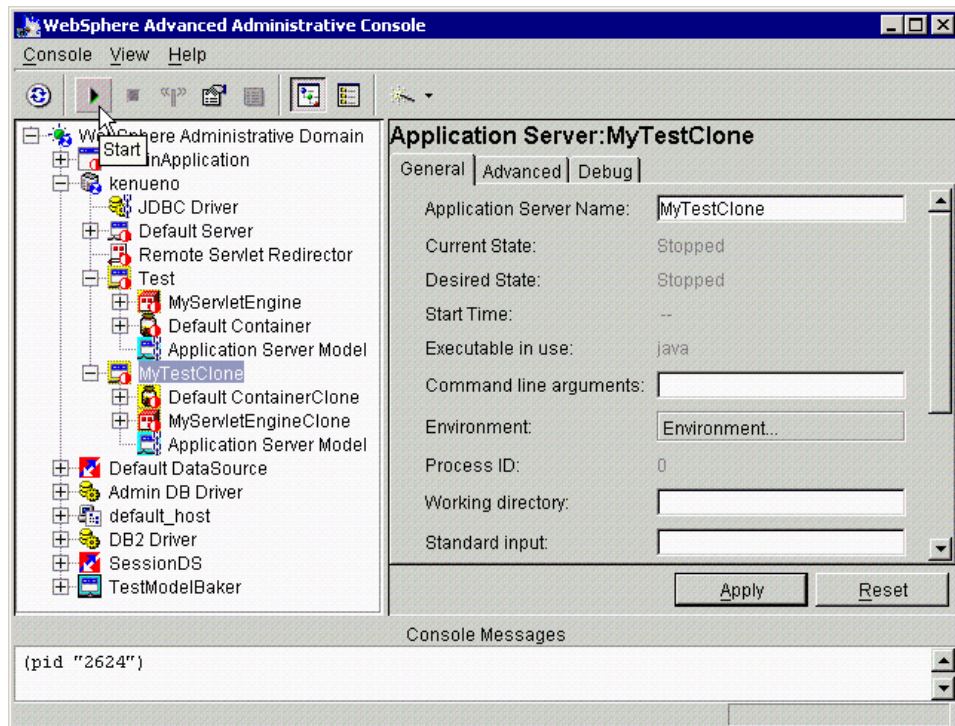 WebSphere Advanced Administrative Console
Console View Help
WebSphere Administrative Domain
Start
inApplication
kenueno
JDBC Driver
Default Server
Remote Servlet Redirector
Test
MyServletEngine
Default Container
Application Server Model
MyTestClone
Default ContainerClone
MyServletEngineClone
Application Server Model
Default DataSource
Admin DB Driver
default_host
DB2 Driver
SessionDS
TestModelBaker
Application Server:MyTestClone
General Advanced Debug
Application Server Name: MyTestClone
Current State: Stopped
Desired State: Stopped
Start Time: --
Executable in use: java
Command line arguments:
Environment: Environment...
Process ID: 0
Working directory:
Standard input:
Apply Reset
Console Messages
(pid "2624")